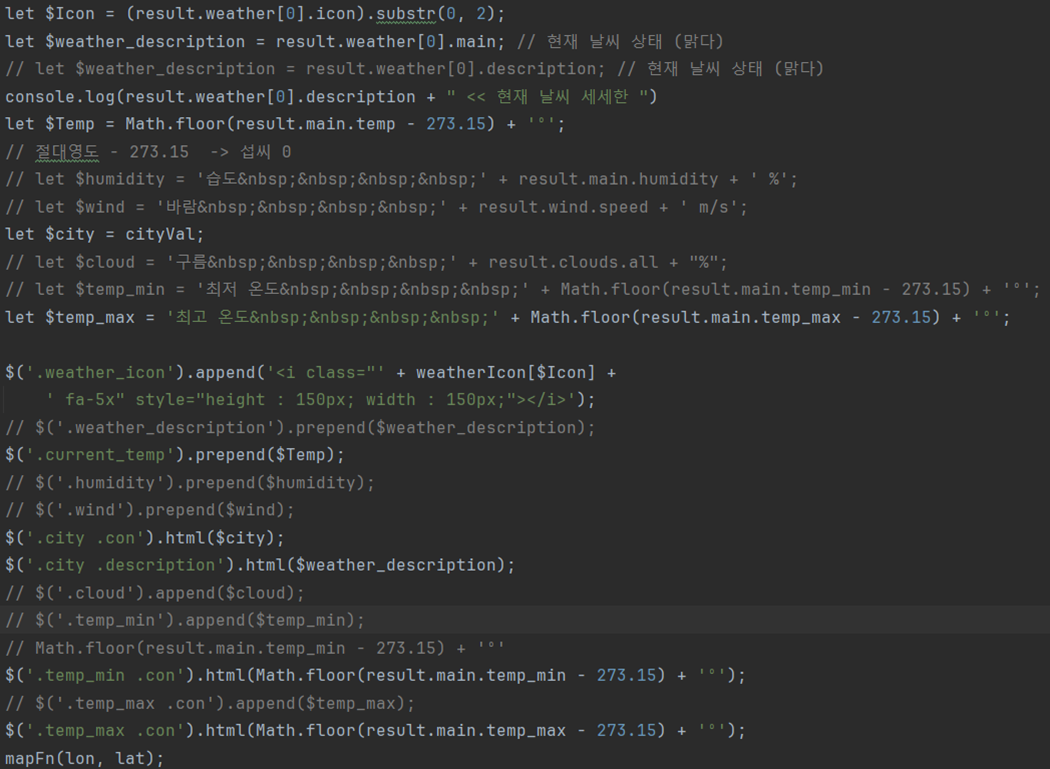 let $Icon = (result.weather[0].icon).substr(0, 2);
let $weather_description = result.weather[0].main; // 현재 날씨 상태 (맑다)
// let $weather_description = result.weather[0].description; // 현재 날씨 상태 (맑다)
console.log(result.weather[0].description + " << 현재 날씨 세세한 ")
let $Temp = Math.floor(result.main.temp - 273.15) + 'º';
// 절대영도 - 273.15  -> 섭씨 0
// let $humidity = '습도&nbsp;&nbsp;&nbsp;&nbsp;' + result.main.humidity + ' %';
// let $wind = '바람&nbsp;&nbsp;&nbsp;&nbsp;' + result.wind.speed + ' m/s';
let $city = cityVal;
// let $cloud = '구름&nbsp;&nbsp;&nbsp;&nbsp;' + result.clouds.all + "%";
// let $temp_min = '최저 온도&nbsp;&nbsp;&nbsp;&nbsp;' + Math.floor(result.main.temp_min - 273.15) + 'º';
let $temp_max = '최고 온도&nbsp;&nbsp;&nbsp;&nbsp;' + Math.floor(result.main.temp_max - 273.15) + 'º';

$('.weather_icon').append('<i class="' + weatherIcon[$Icon] +
    ' fa-5x" style="height : 150px; width : 150px;"></i>');
// $('.weather_description').prepend($weather_description);
$('.current_temp').prepend($Temp);
// $('.humidity').prepend($humidity);
// $('.wind').prepend($wind);
$('.city .con').html($city);
$('.city .description').html($weather_description);
// $('.cloud').append($cloud);
// $('.temp_min').append($temp_min);
// Math.floor(result.main.temp_min - 273.15) + 'º'
$('.temp_min .con').html(Math.floor(result.main.temp_min - 273.15) + 'º');
// $('.temp_max .con').append($temp_max);
$('.temp_max .con').html(Math.floor(result.main.temp_max - 273.15) + 'º');
mapFn(lon, lat);